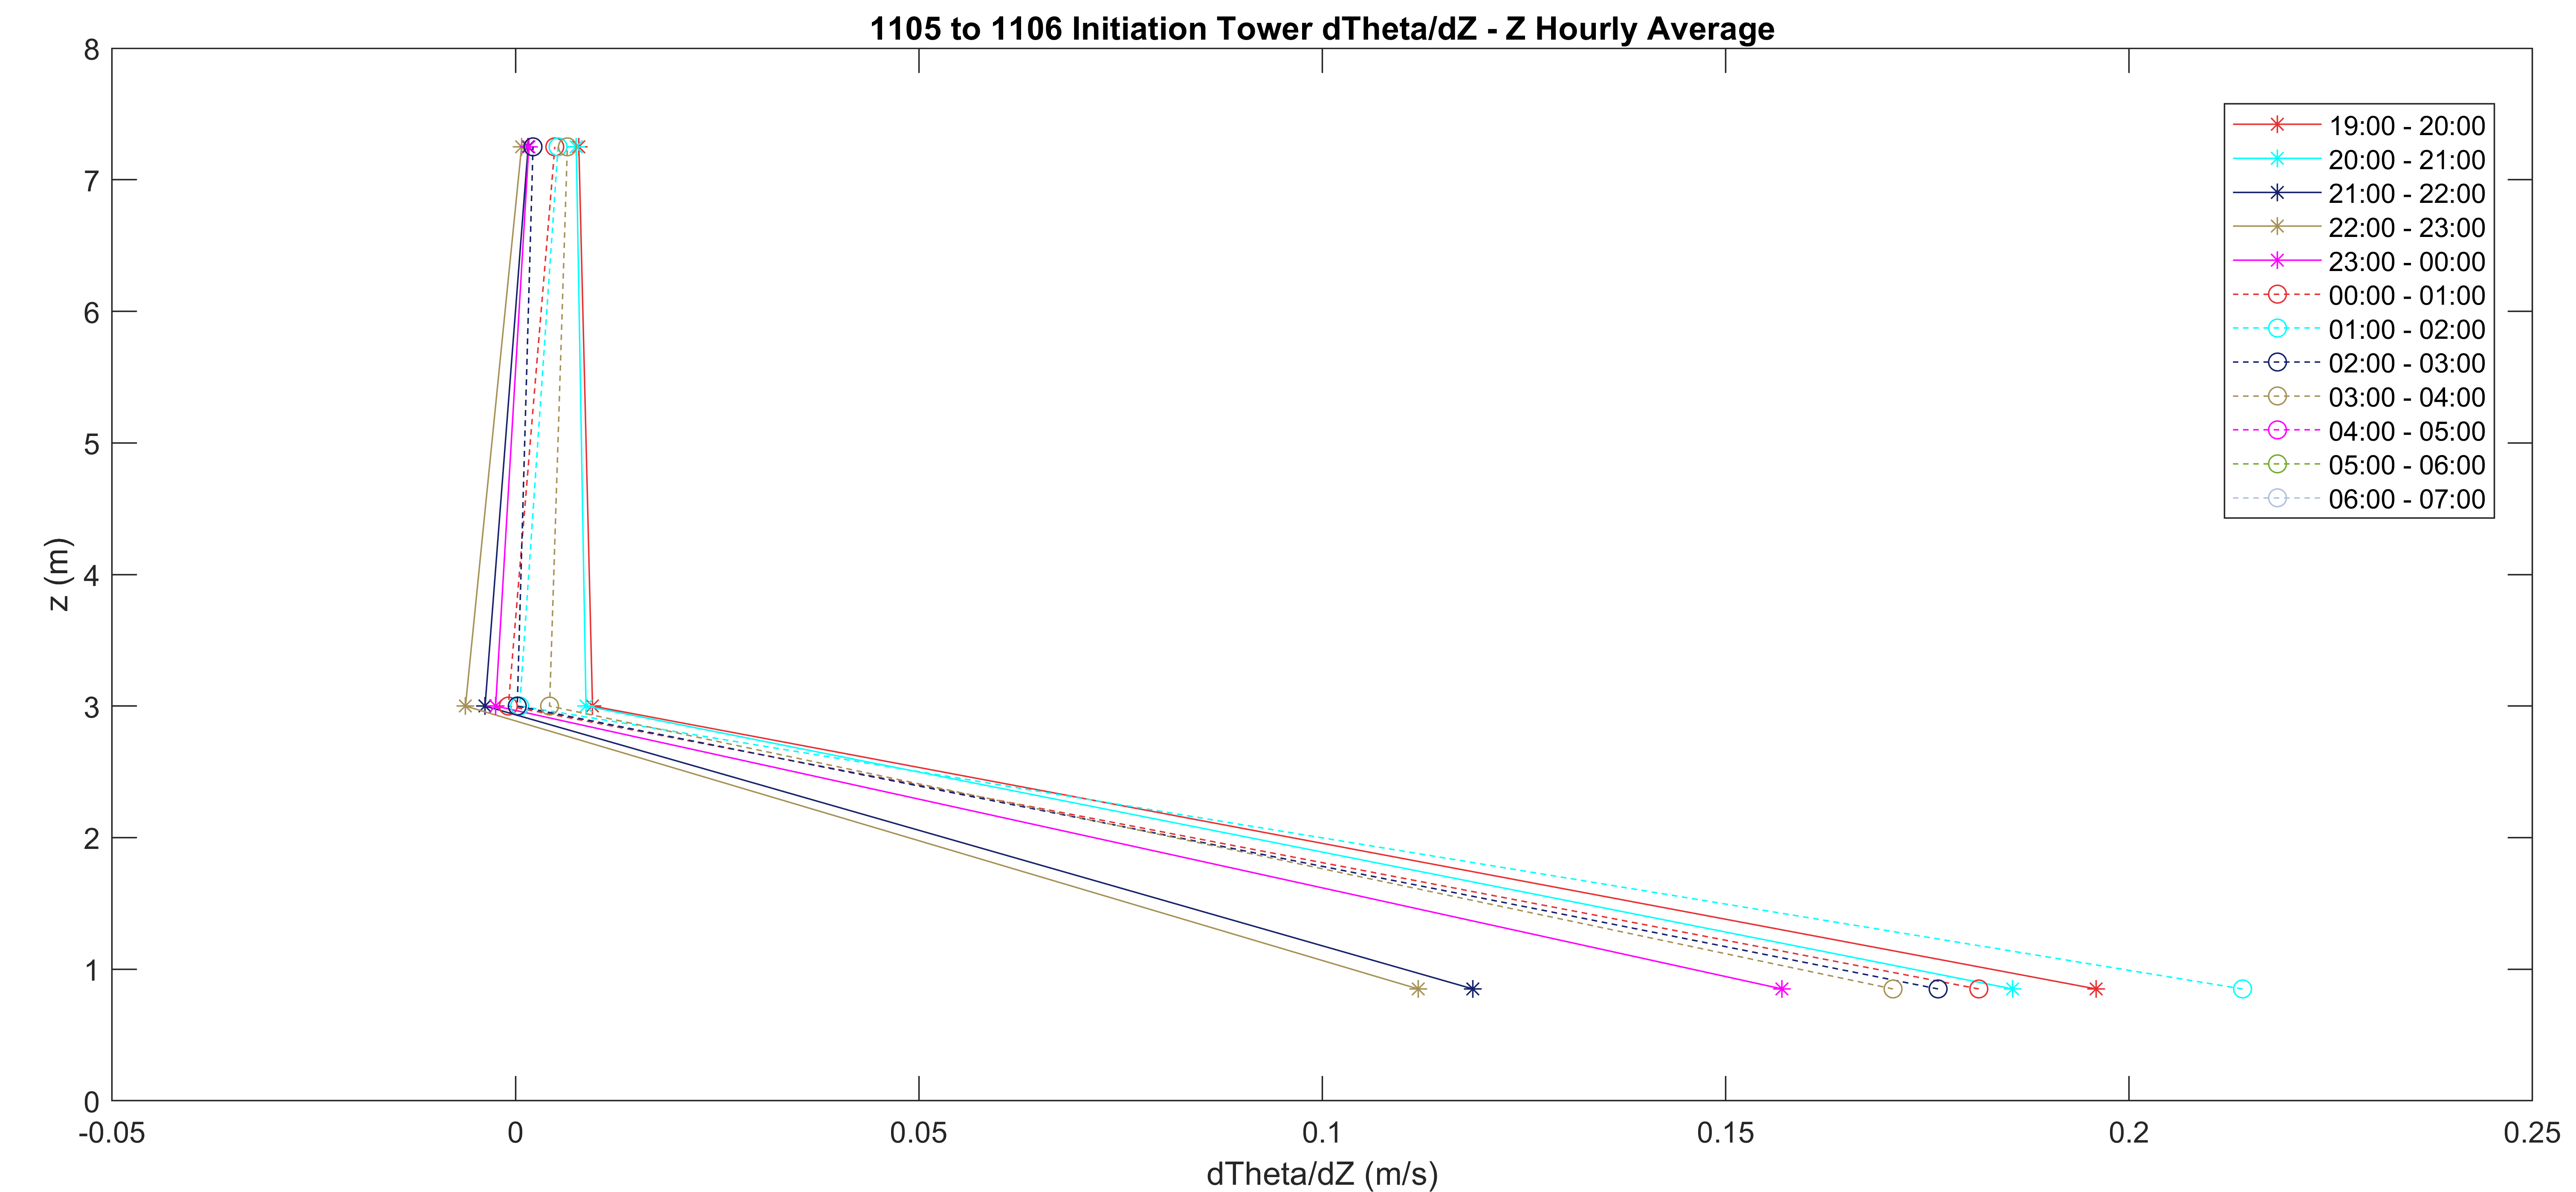 1105 to 1106 Initiation Tower dTheta/dZ - Z Hourly Average
8
7
6
5
4
3
2
1
0
z (m)
19:00 - 20:00
20:00 - 21:00
21:00 - 22:00
22:00 - 23:00
23:00 - 00:00
00:00 - 01:00
01:00 - 02:00
02:00 - 03:00
03:00 - 04:00
04:00 - 05:00
05:00 - 06:00
06:00 - 07:00
-0.05 0 0.05 0.1 0.15 0.2 0.25
dTheta/dZ (m/s)